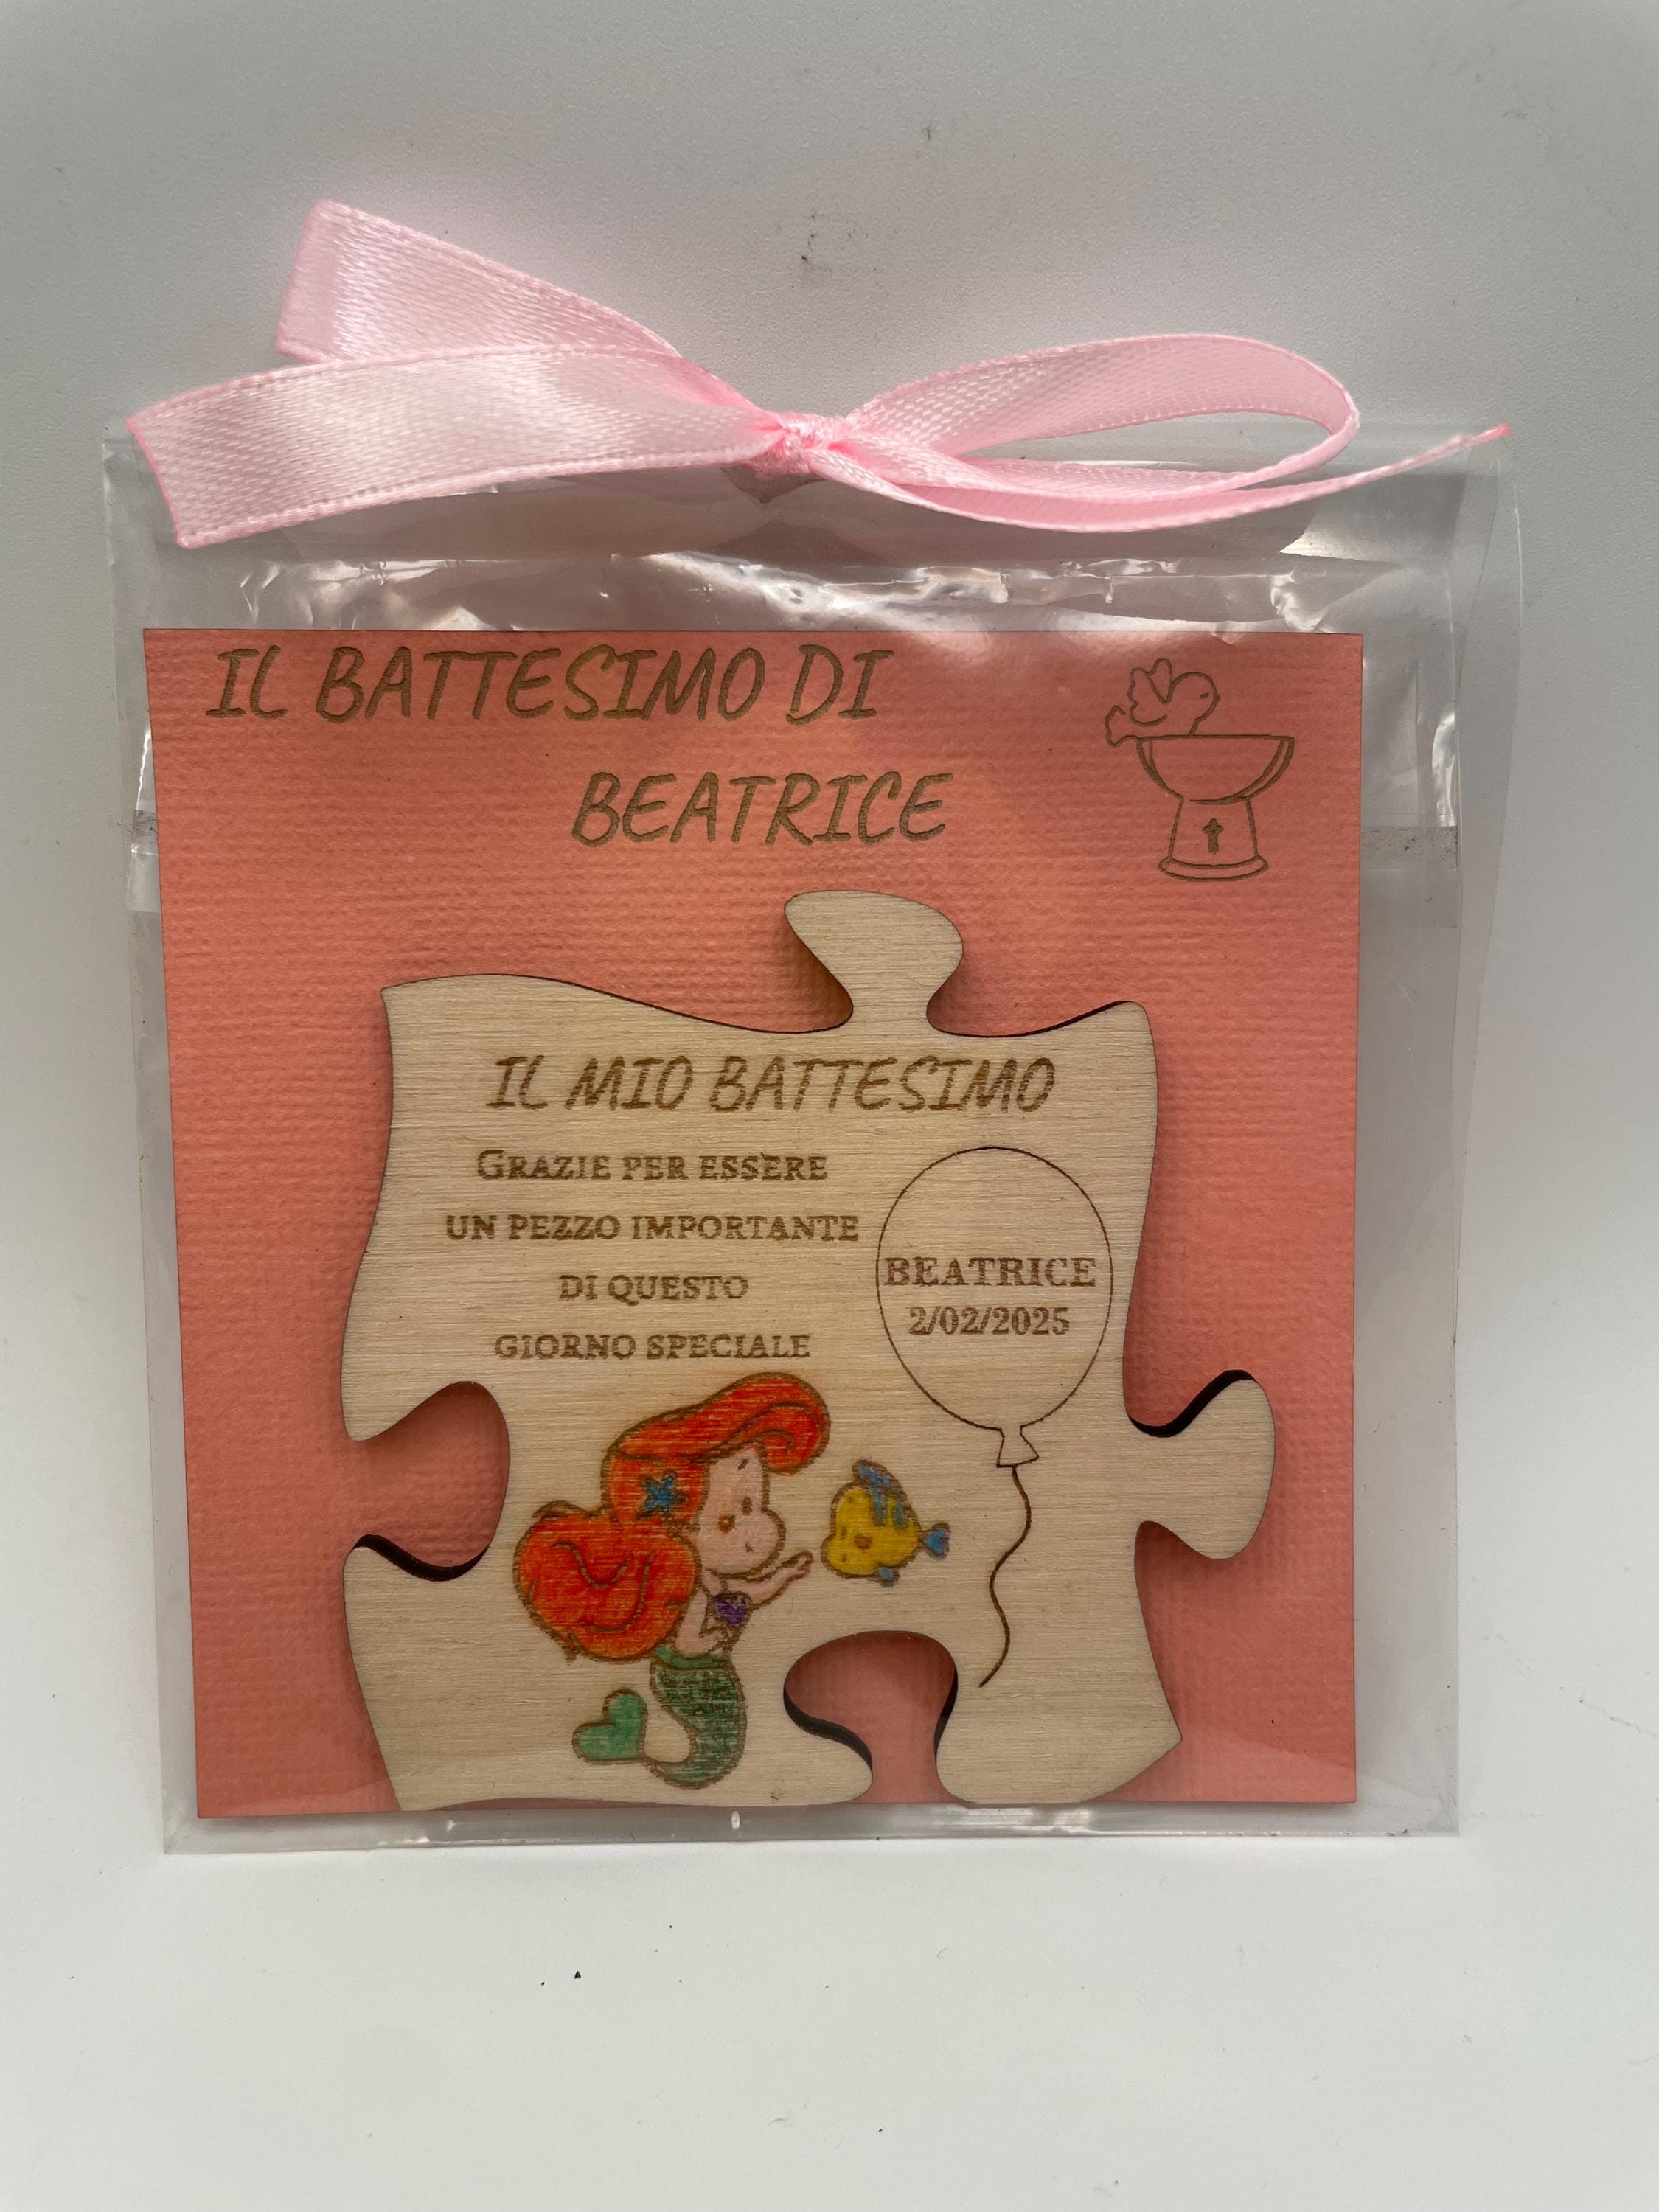 IL BATTESIMO DI
BEATRICE
IL MIO BATTESIMO
GRAZIE PER ESSERE
UN PEZZO IMPORTANTE
DI QUESTO
GIORNO SPECIALE
BEATRICE
2/02/2025